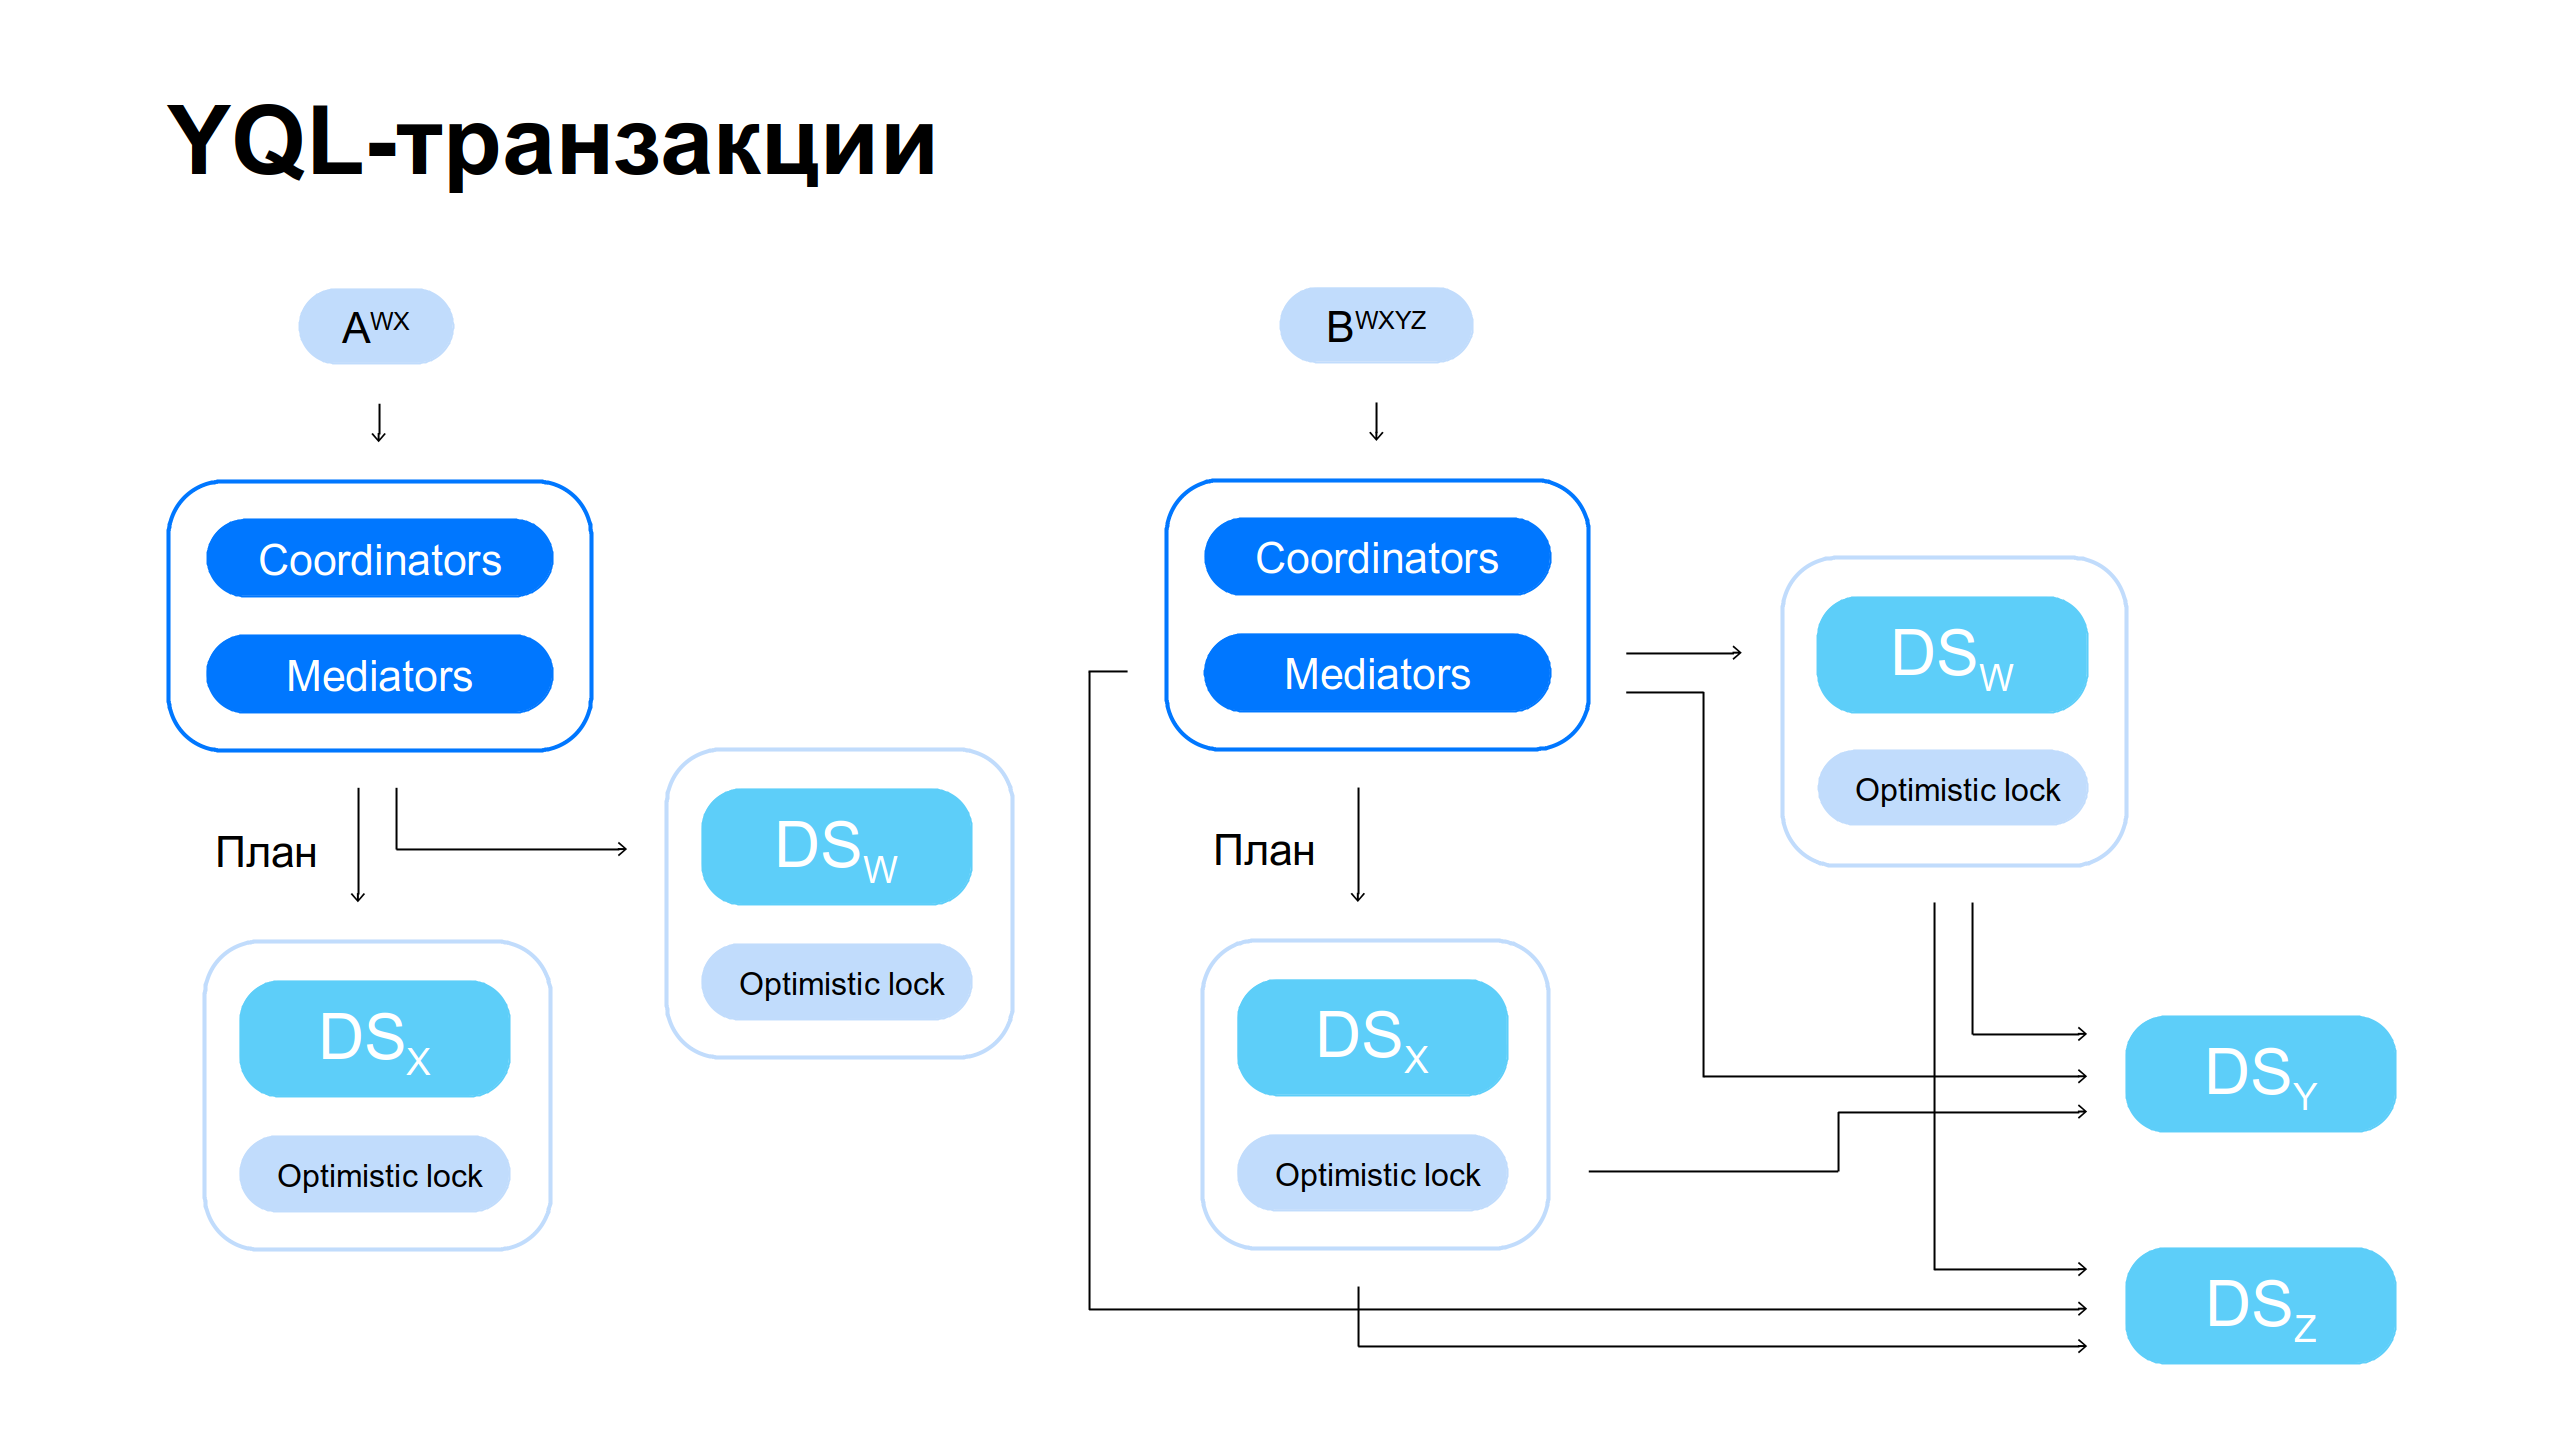 YQL-транзакции
A^WX
Coordinators
Mediators
План
DS_W
Optimistic lock
DS_X
Optimistic lock
B^WXYZ
Coordinators
Mediators
План
DS_W
Optimistic lock
DS_X
Optimistic lock
DS_Y
DS_Z